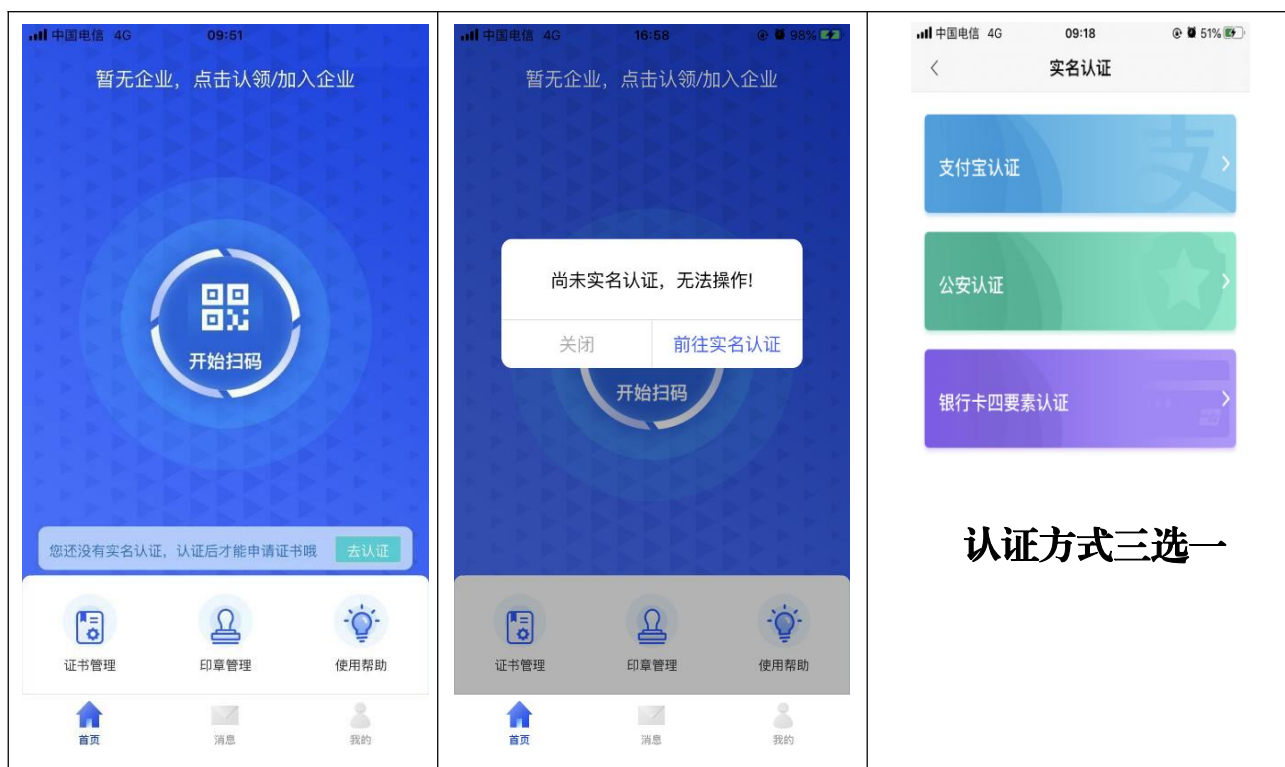 中国电信 4G 09:51
暂无企业，点击认领/加入企业
开始扫码
您还没有实名认证，认证后才能申请证书哦 去认证
证书管理 印章管理 使用帮助
首页 消息 我的
中国电信 4G 16:58 98%
暂无企业，点击认领/加入企业
尚未实名认证，无法操作!
关闭 前往实名认证
开始扫码
证书管理 印章管理 使用帮助
首页 消息 我的
中国电信 4G 09:18 51%
实名认证
支付宝认证
支
公安认证
银行卡四要素认证
认证方式三选一